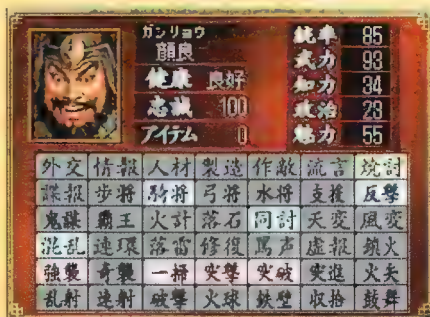 ガンリョウ
顔良
健康 良好
忠誠 100
アイテム 0
統率 85
武力 93
知力 34
政治 23
魅力 55
外交 情報 人材 製造 作敵 流言 焼討
諜報 歩将 騎将 弓将 水将 支援 反撃
鬼謀 覇王 火計 落石 同討 天変 風変
混乱 連環 落雷 修復 罵声 虚報 鎮火
強襲 奇襲 一掃 突撃 突破 突進 火矢
乱射 速射 破撃 火球 鉄壁 収拾 鼓舞